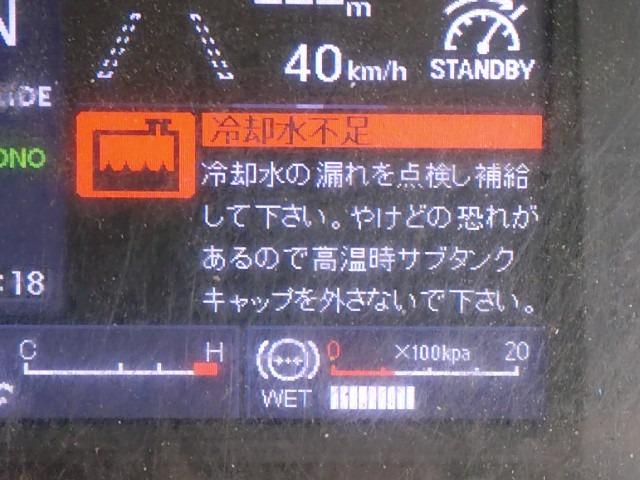 N
m
40 km/h
STANDBY
IDE
ONO
冷却水不足
冷却水の漏れを点検し補給
して下さい。やけどの恐れが
あるので高温時サブタンク
キャップを外さないで下さい。
:18
C H
0 ×100kpa 20
WET